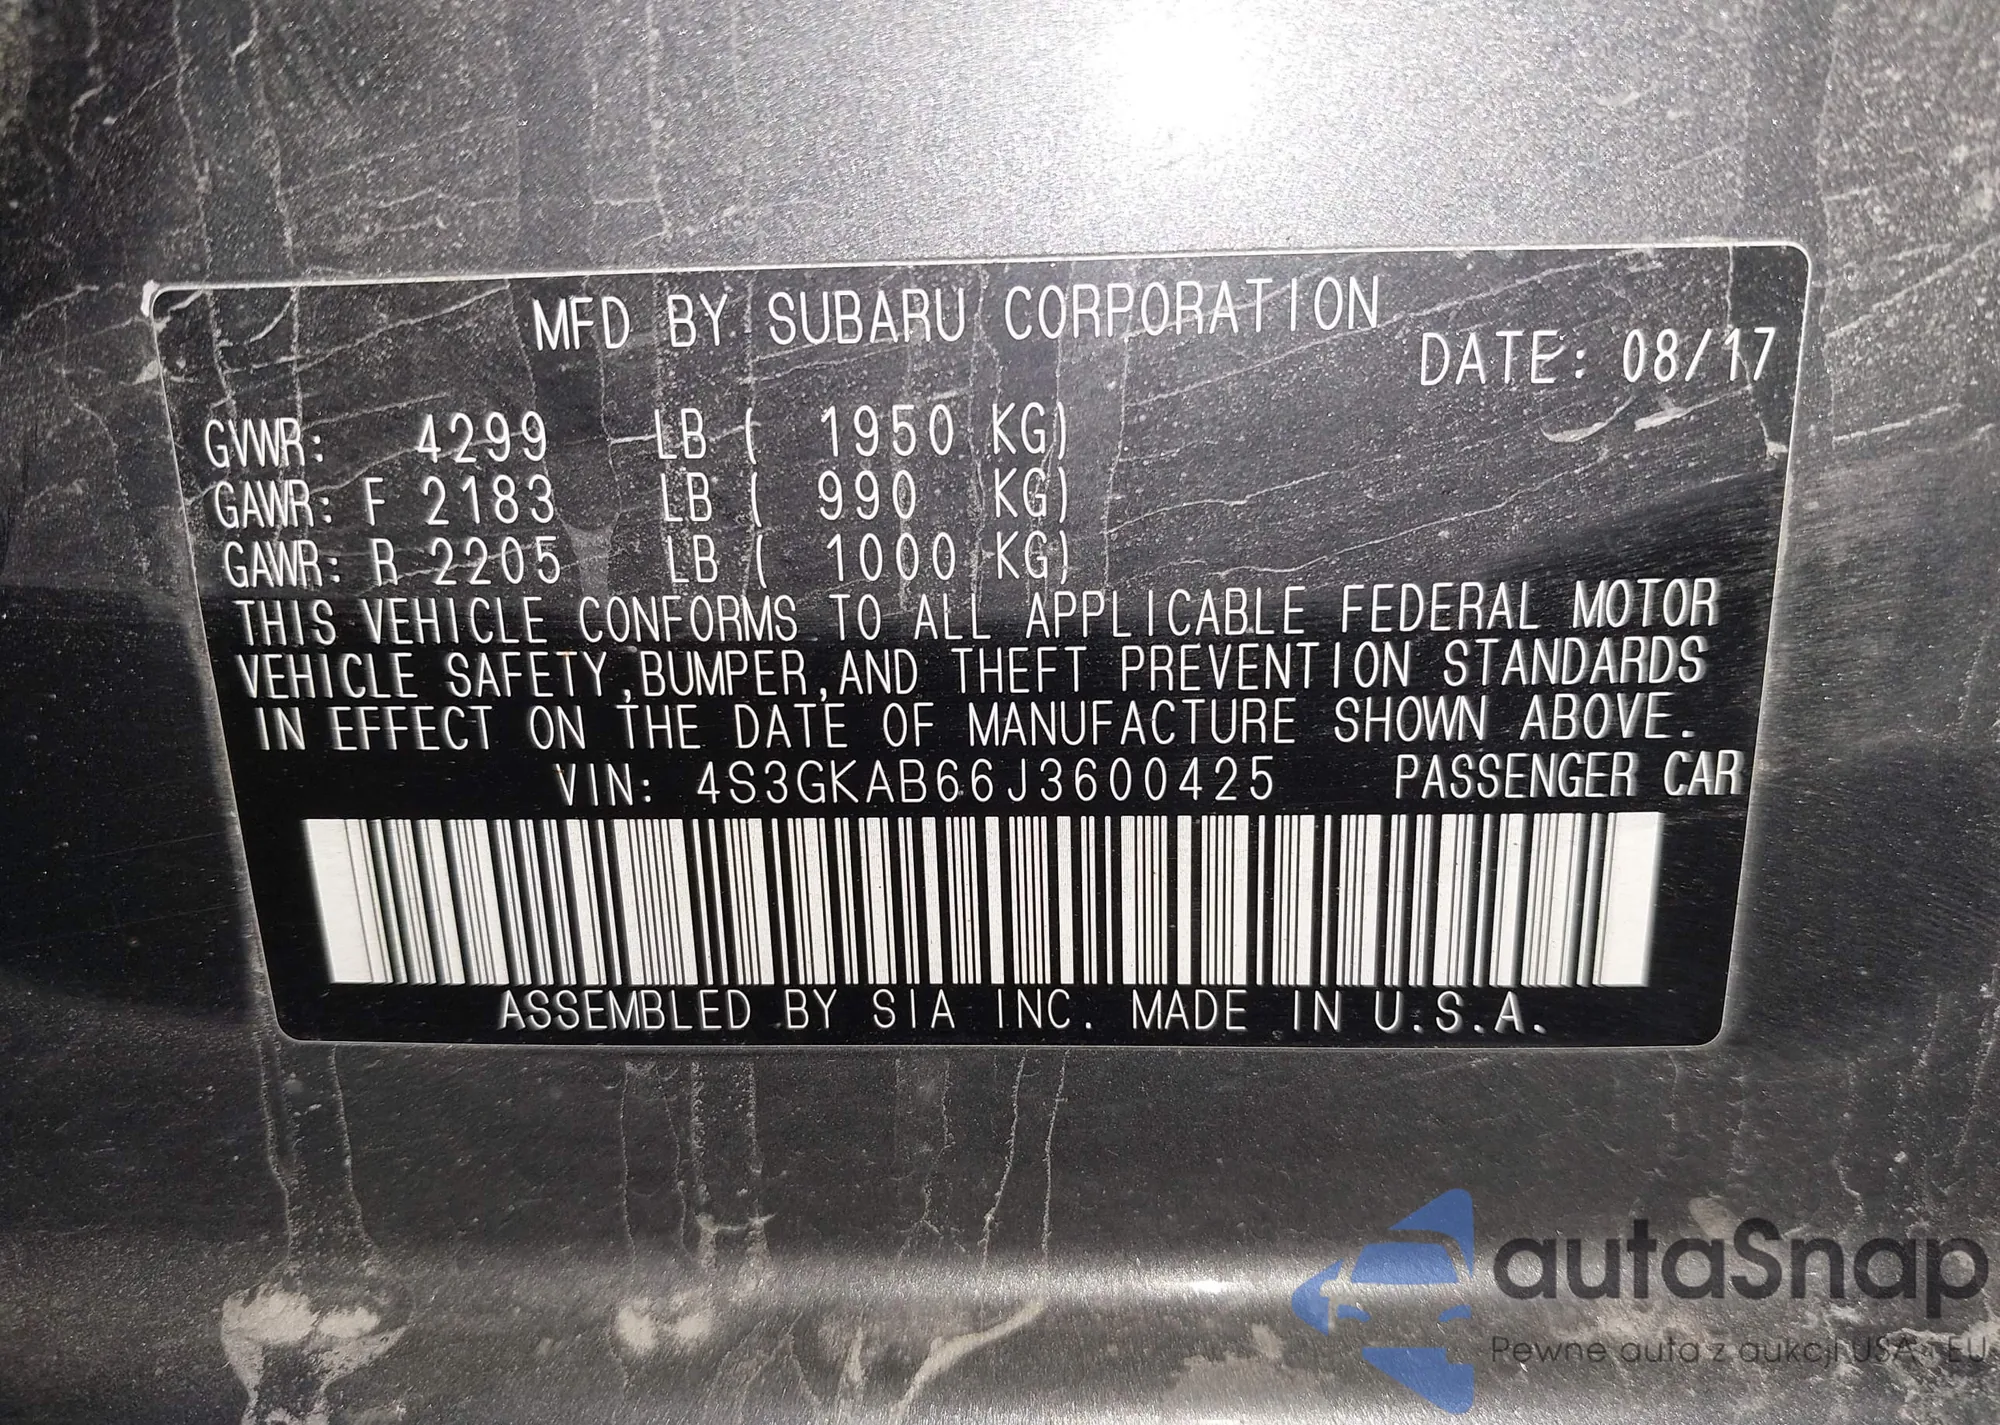 MFD BY SUBARU CORPORATION
DATE: 08/17
GVWR: 4299 LB ( 1950 KG)
GAWR: F 2183 LB ( 990 KG)
GAWR: R 2205 LB ( 1000 KG)
THIS VEHICLE CONFORMS TO ALL APPLICABLE FEDERAL MOTOR
VEHICLE SAFETY,BUMPER,AND THEFT PREVENTION STANDARDS
IN EFFECT ON THE DATE OF MANUFACTURE SHOWN ABOVE.
VIN: 4S3GKAB66J3600425 PASSENGER CAR
ASSEMBLED BY SIA INC. MADE IN U.S.A.
autaSnap
Pewne auta z aukcji USA i EU